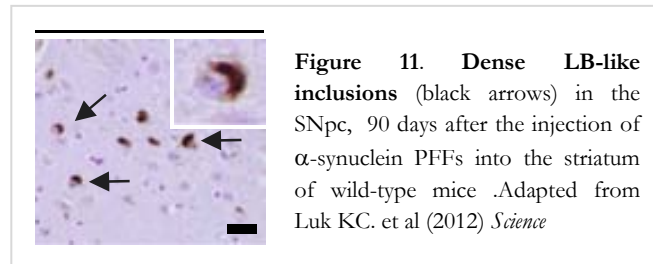 Figure 11. Dense LB-like
inclusions (black arrows) in the
SNpc, 90 days after the injection of
α-synuclein PFFs into the striatum
of wild-type mice .Adapted from
Luk KC. et al (2012) Science